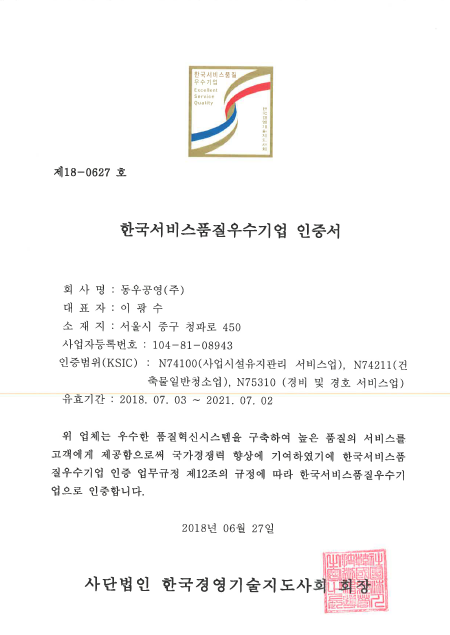 한국서비스품질
우수기업
Excellent
Service
Quality
제18-0627 호
한국서비스품질우수기업 인증서
회 사 명 : 동우공영(주)
대 표 자 : 이 광 수
소 재 지 : 서울시 중구 청파로 450
사업자등록번호 : 104-81-08943
인증범위(KSIC) : N74100(사업시설유지관리 서비스업), N74211(건
축물일반청소업), N75310 (경비 및 경호 서비스업)
유효기간 : 2018. 07. 03 ~ 2021. 07. 02
위 업체는 우수한 품질혁신시스템을 구축하여 높은 품질의 서비스를
고객에게 제공함으로써 국가경쟁력 향상에 기여하였기에 한국서비스품
질우수기업 인증 업무규정 제12조의 규정에 따라 한국서비스품질우수기
업으로 인증합니다.
2018년 06월 27일
사단법인 한국경영기술지도사회 회장